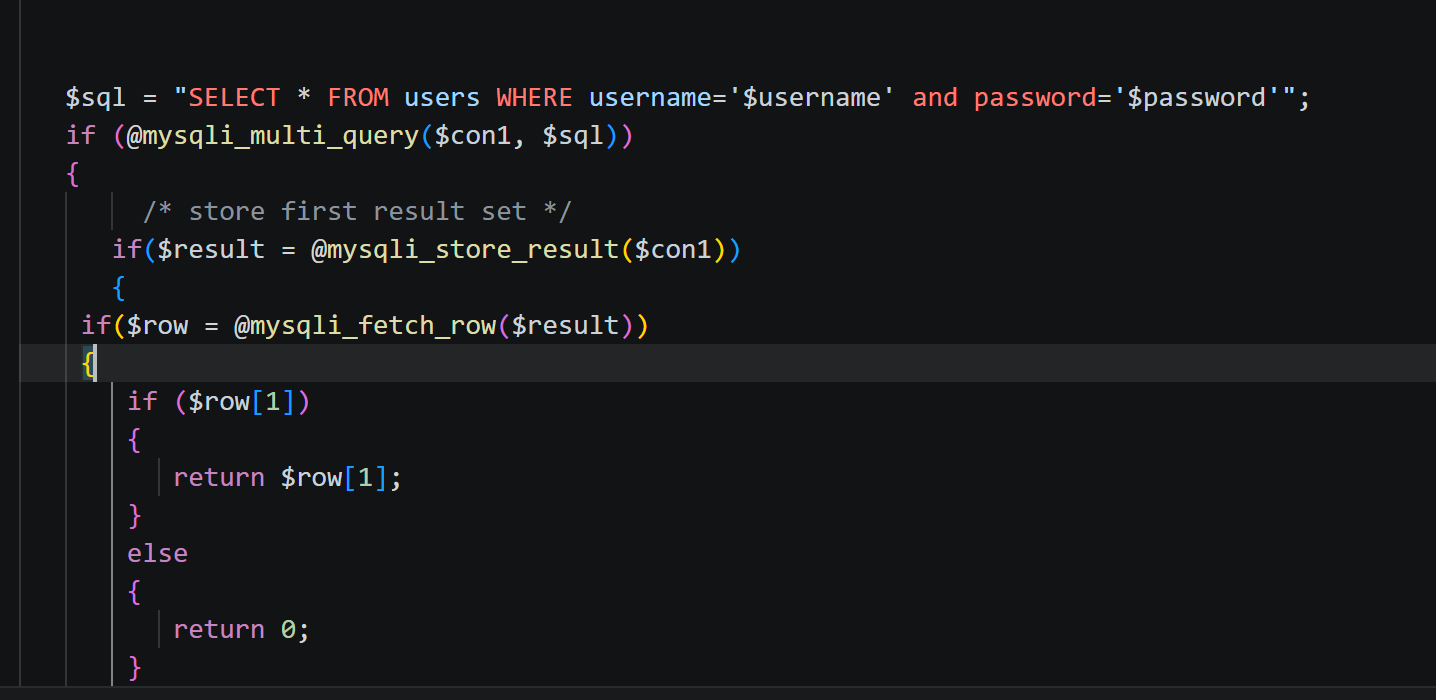 $sql = "SELECT * FROM users WHERE username='$username' and password='$password'";
if (@mysqli_multi_query($con1, $sql))
{
/* store first result set */
if($result = @mysqli_store_result($con1))
{
if($row = @mysqli_fetch_row($result))
{
if ($row[1])
{
return $row[1];
}
else
{
return 0;
}